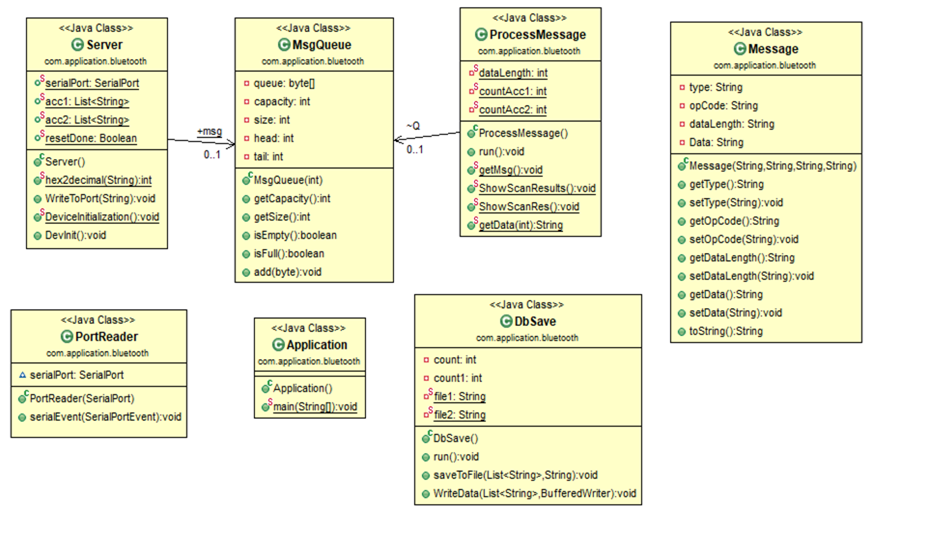 <<Java Class>>
Server
com.application.bluetooth
serialPort: SerialPort
acc1: List<String>
acc2: List<String>
resetDone: Boolean
Server()
hex2decimal(String):int
WriteToPort(String):void
DeviceInitialization():void
DevInit():void
+msg
0..1
<<Java Class>>
MsgQueue
com.application.bluetooth
queue: byte[]
capacity: int
size: int
head: int
tail: int
MsgQueue(int)
getCapacity():int
getSize():int
isEmpty():boolean
isFull():boolean
add(byte):void
~Q
0..1
<<Java Class>>
ProcessMessage
com.application.bluetooth
dataLength: int
countAcc1: int
countAcc2: int
ProcessMessage()
run():void
getMsg():void
ShowScanResults():void
ShowScanRes():void
getData(int):String
<<Java Class>>
Message
com.application.bluetooth
type: String
opCode: String
dataLength: String
Data: String
Message(String,String,String,String)
getType():String
setType(String):void
getOpCode():String
setOpCode(String):void
getDataLength():String
setDataLength(String):void
getData():String
setData(String):void
toString():String
<<Java Class>>
PortReader
com.application.bluetooth
serialPort: SerialPort
PortReader(SerialPort)
serialEvent(SerialPortEvent):void
<<Java Class>>
Application
com.application.bluetooth
Application()
main(String[]):void
<<Java Class>>
DbSave
com.application.bluetooth
count: int
count1: int
file1: String
file2: String
DbSave()
run():void
saveToFile(List<String>,String):void
WriteData(List<String>,BufferedWriter):void